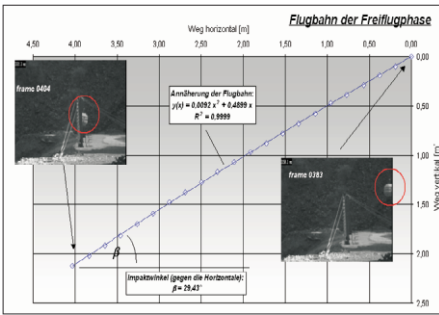 Flugbahn der Freiflugphase
Weg horizontal [m]
4,50 4,00 3,50 3,00 2,50 2,00 1,50 1,00 0,50 0,00
0,00
0,50
1,00
1,50
2,00
2,50
Weg vertikal [m]
frame 0404
Annäherung der Flugbahn:
y(x) = 0,0092 x² + 0,4899 x
R² = 0,9999
frame 0383
β
Impaktwinkel (gegen die Horizontale):
β = 29,43°